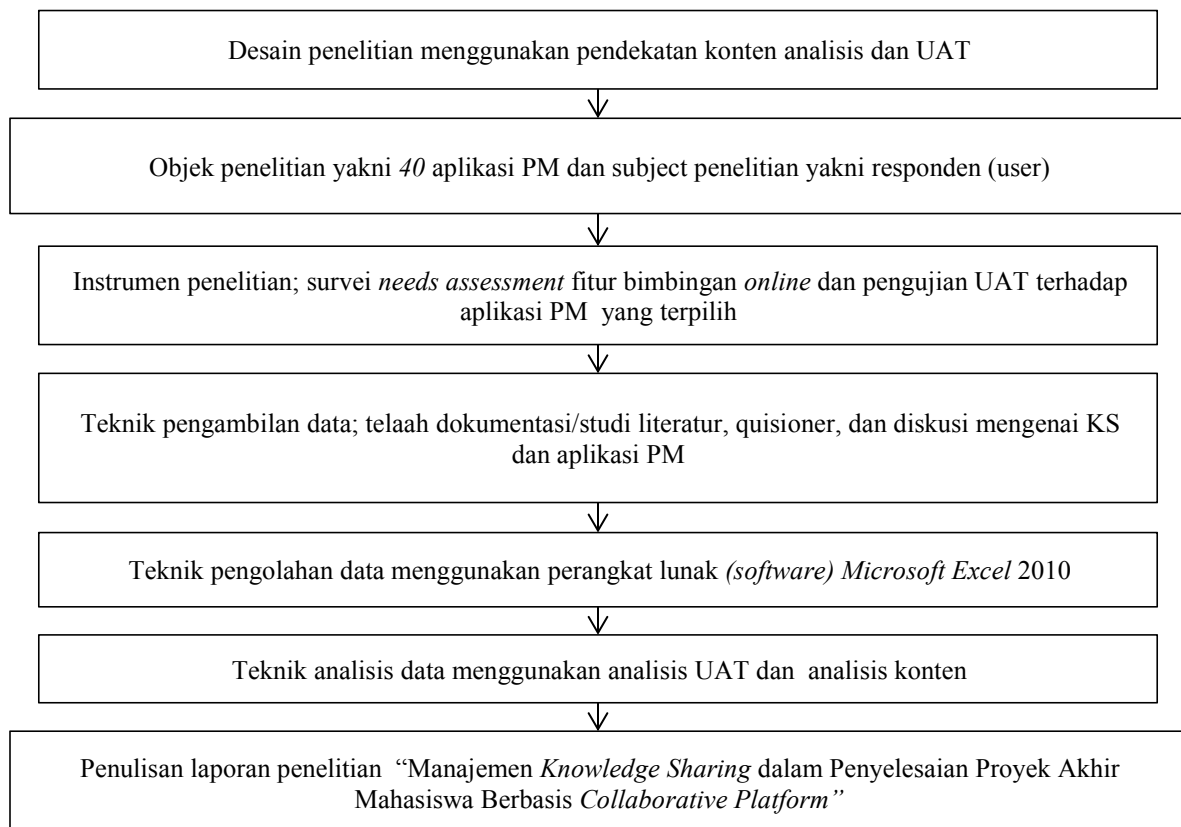 Desain penelitian menggunakan pendekatan konten analisis dan UAT
Objek penelitian yakni 40 aplikasi PM dan subject penelitian yakni responden (user)
Instrumen penelitian; survei needs assessment fitur bimbingan online dan pengujian UAT terhadap
aplikasi PM yang terpilih
Teknik pengambilan data; telaah dokumentasi/studi literatur, quisioner, dan diskusi mengenai KS
dan aplikasi PM
Teknik pengolahan data menggunakan perangkat lunak (software) Microsoft Excel 2010
Teknik analisis data menggunakan analisis UAT dan analisis konten
Penulisan laporan penelitian “Manajemen Knowledge Sharing dalam Penyelesaian Proyek Akhir
Mahasiswa Berbasis Collaborative Platform”